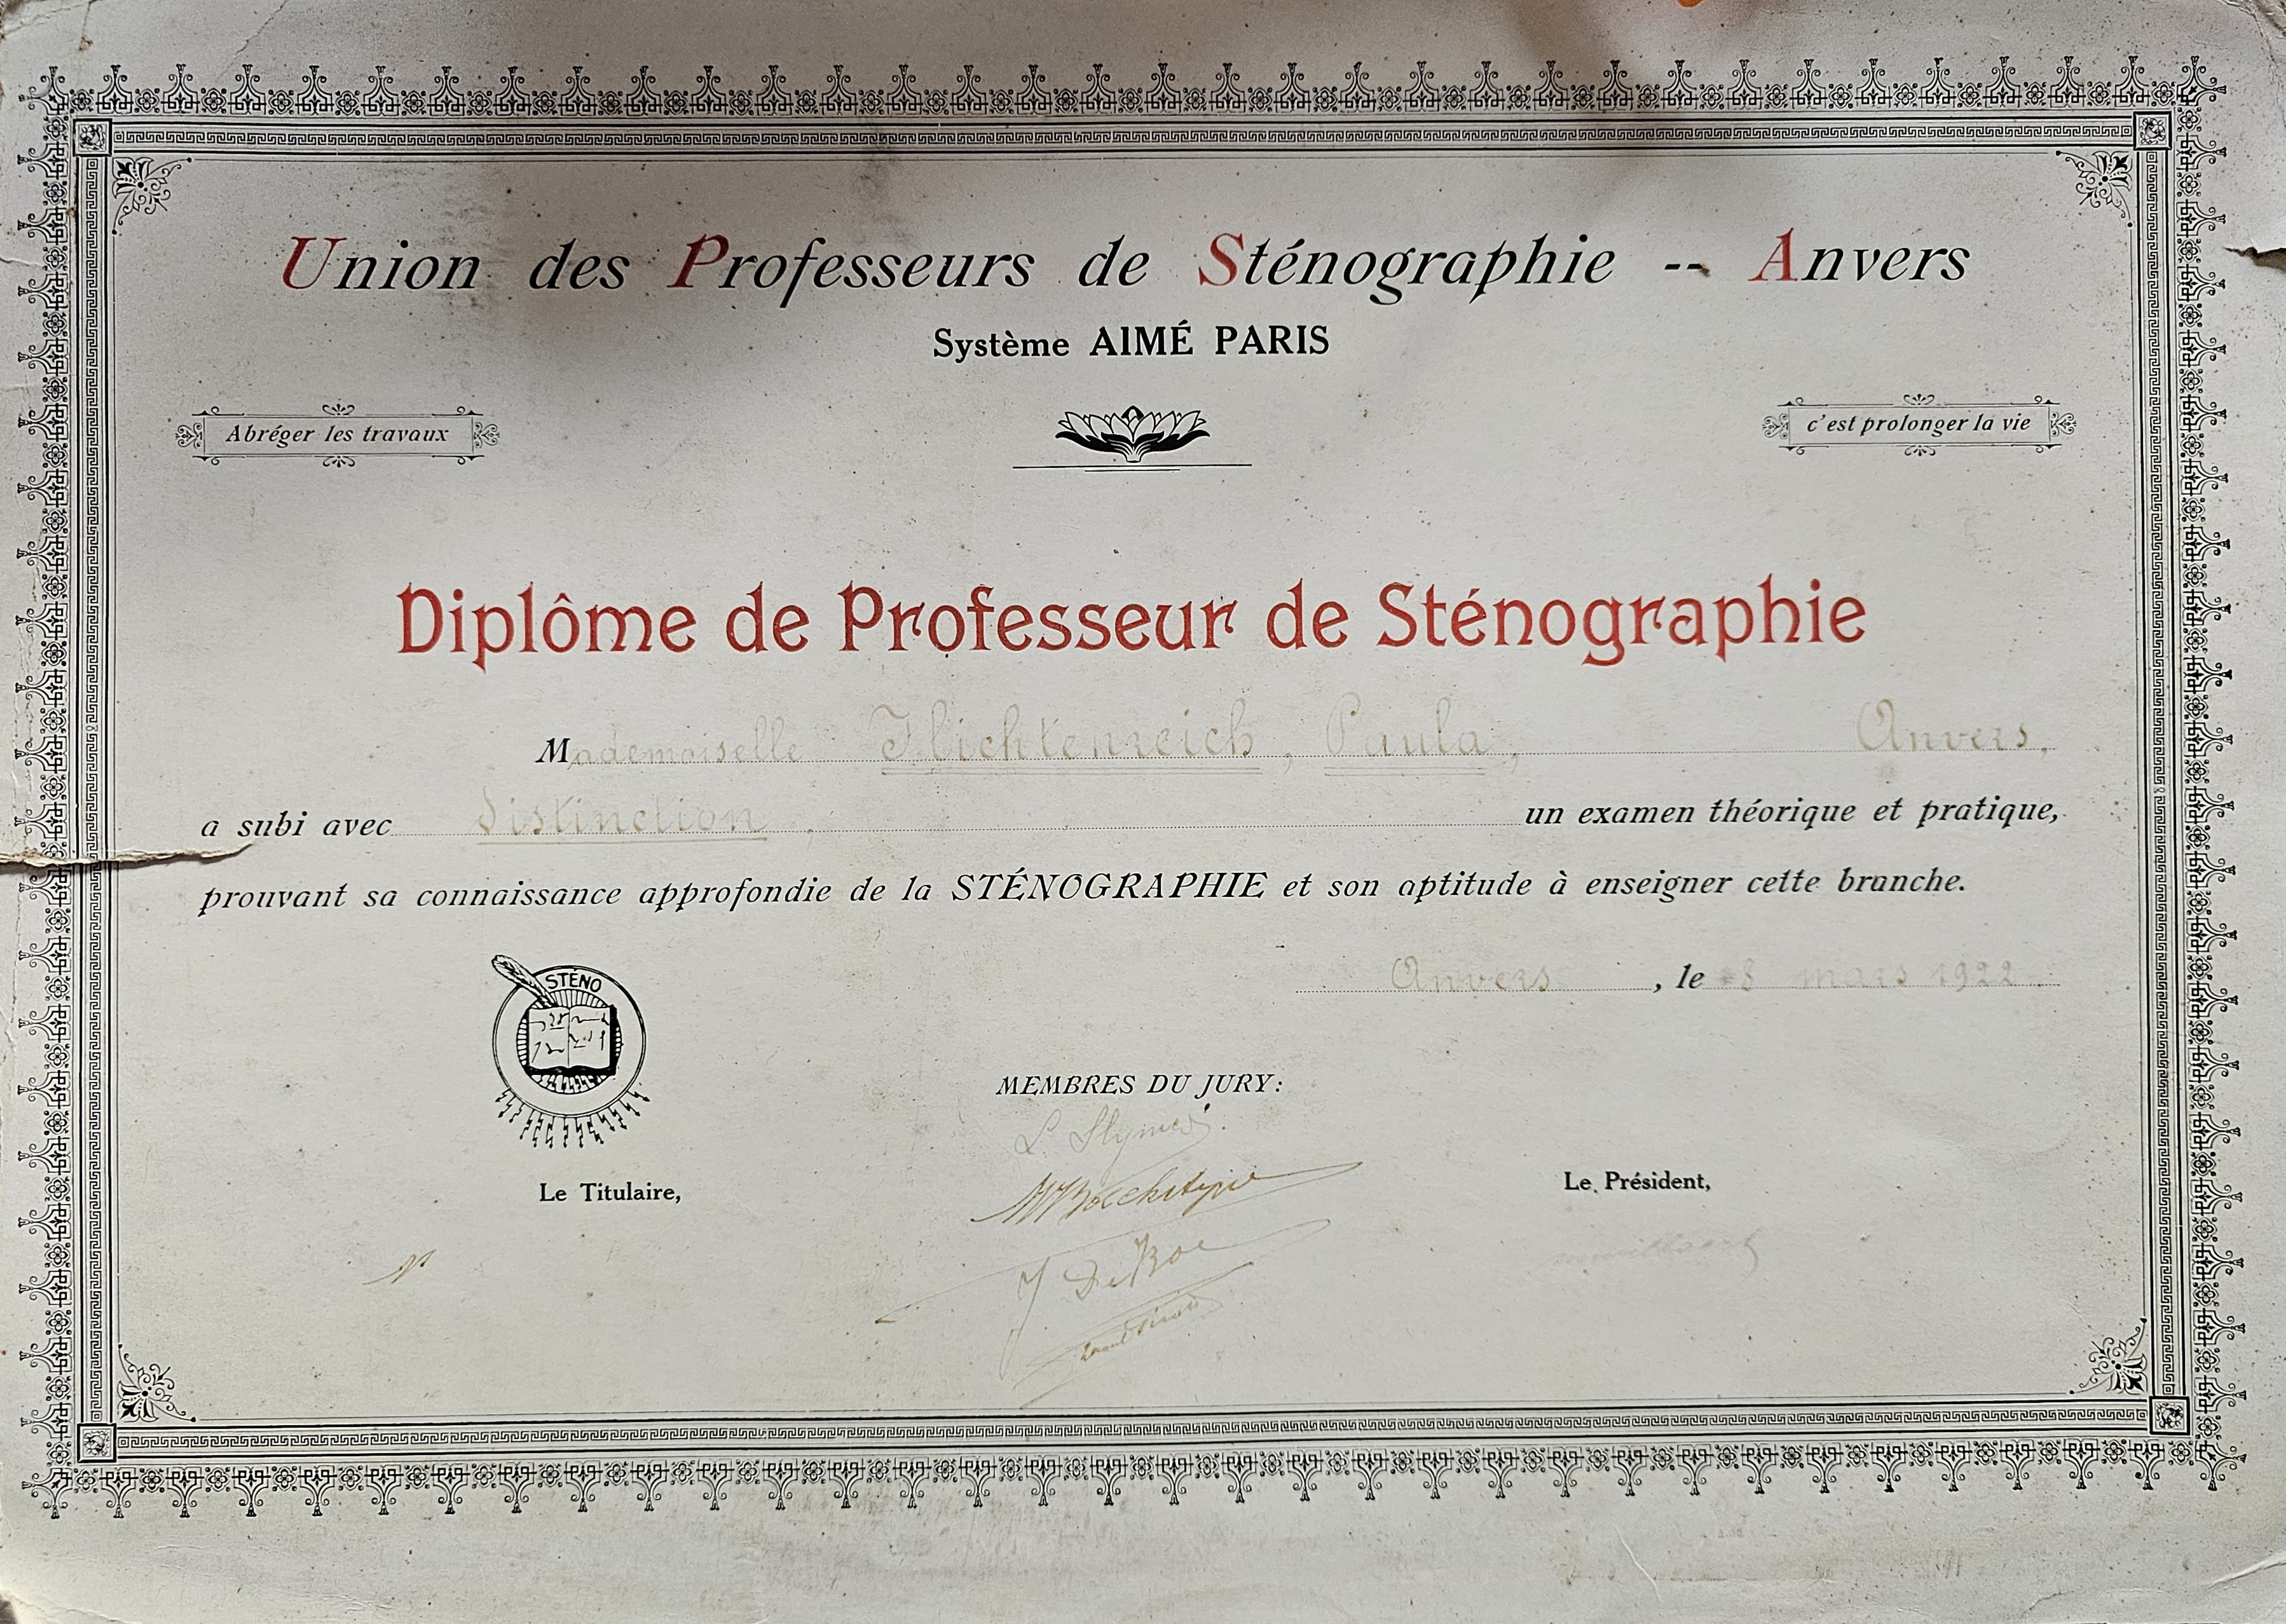 Union des Professeurs de Sténographie -- Anvers
Système AIMÉ PARIS
Abréger les travaux
c'est prolonger la vie
Diplôme de Professeur de Sténographie
Mademoiselle Flichtenreich, Paula, Anvers,
a subi avec distinction, un examen théorique et pratique,
prouvant sa connaissance approfondie de la STÉNOGRAPHIE et son aptitude à enseigner cette branche.
Anvers, le 8 mars 1922
STÉNO
MEMBRES DU JURY:
Le Titulaire,
Le Président,
J De Boe